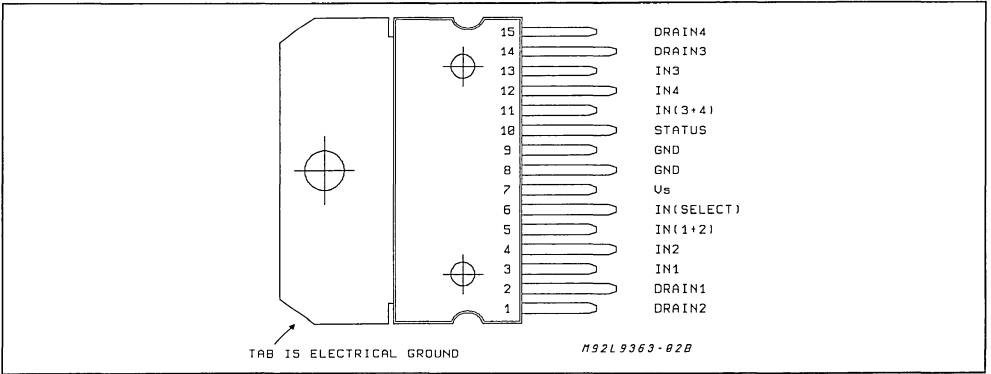 15 DRAIN4
14 DRAIN3
13 IN3
12 IN4
11 IN(3+4)
10 STATUS
9 GND
8 GND
7 Vs
6 IN(SELECT)
5 IN(1+2)
4 IN2
3 IN1
2 DRAIN1
1 DRAIN2
TAB IS ELECTRICAL GROUND
M92L9363-02B